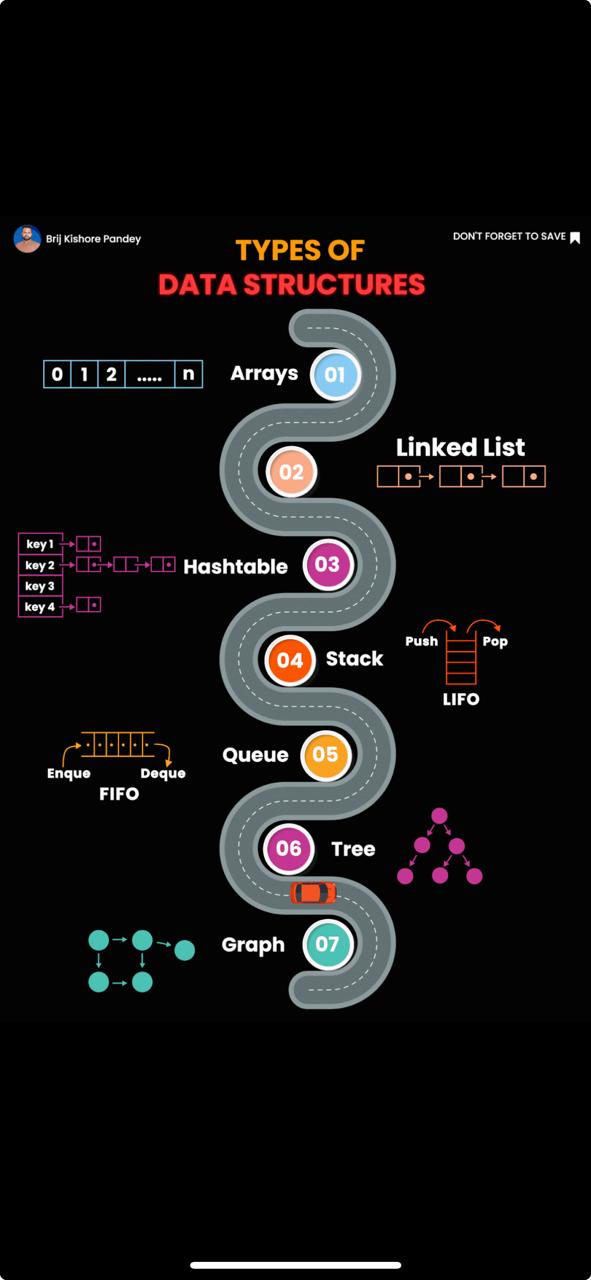 Brij Kishore Pandey
DON'T FORGET TO SAVE
TYPES OF
DATA STRUCTURES
0 1 2 ..... n
Arrays
01
Linked List
02
key 1
key 2
key 3
key 4
Hashtable
03
04
Stack
Push
Pop
LIFO
Queue
05
Enque
Deque
FIFO
06
Tree
Graph
07